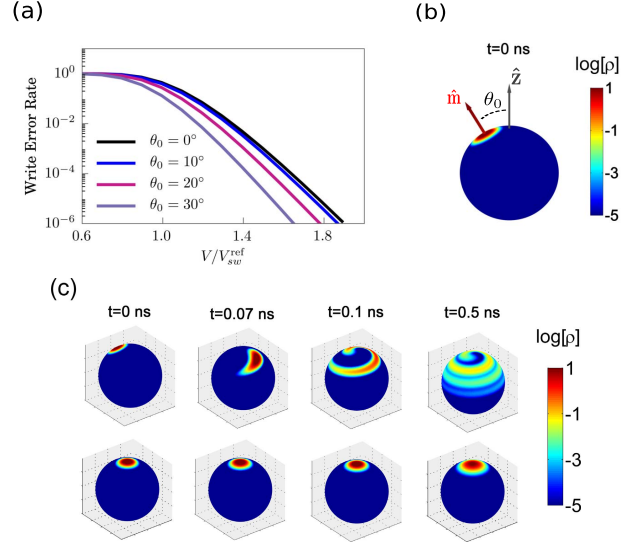 (a)
Write Error Rate
10^0
10^-2
10^-4
10^-6
θ₀ = 0°
θ₀ = 10°
θ₀ = 20°
θ₀ = 30°
0.6 1.0 1.4 1.8
V/V_sw^ref
(b)
t=0 ns
log[ρ]
ẑ
m̂
θ₀
1
-1
-3
-5
(c)
t=0 ns t=0.07 ns t=0.1 ns t=0.5 ns
log[ρ]
1
-1
-3
-5